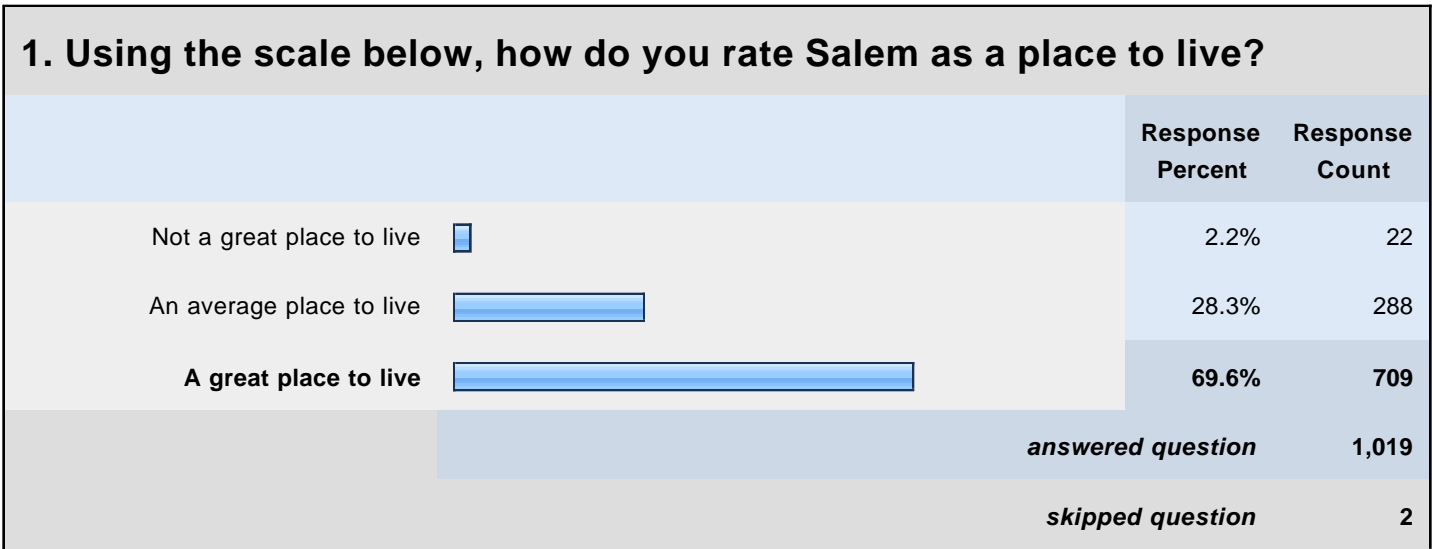 1. Using the scale below, how do you rate Salem as a place to live?
Response Percent
Response Count
Not a great place to live 2.2% 22
An average place to live 28.3% 288
A great place to live 69.6% 709
answered question 1,019
skipped question 2